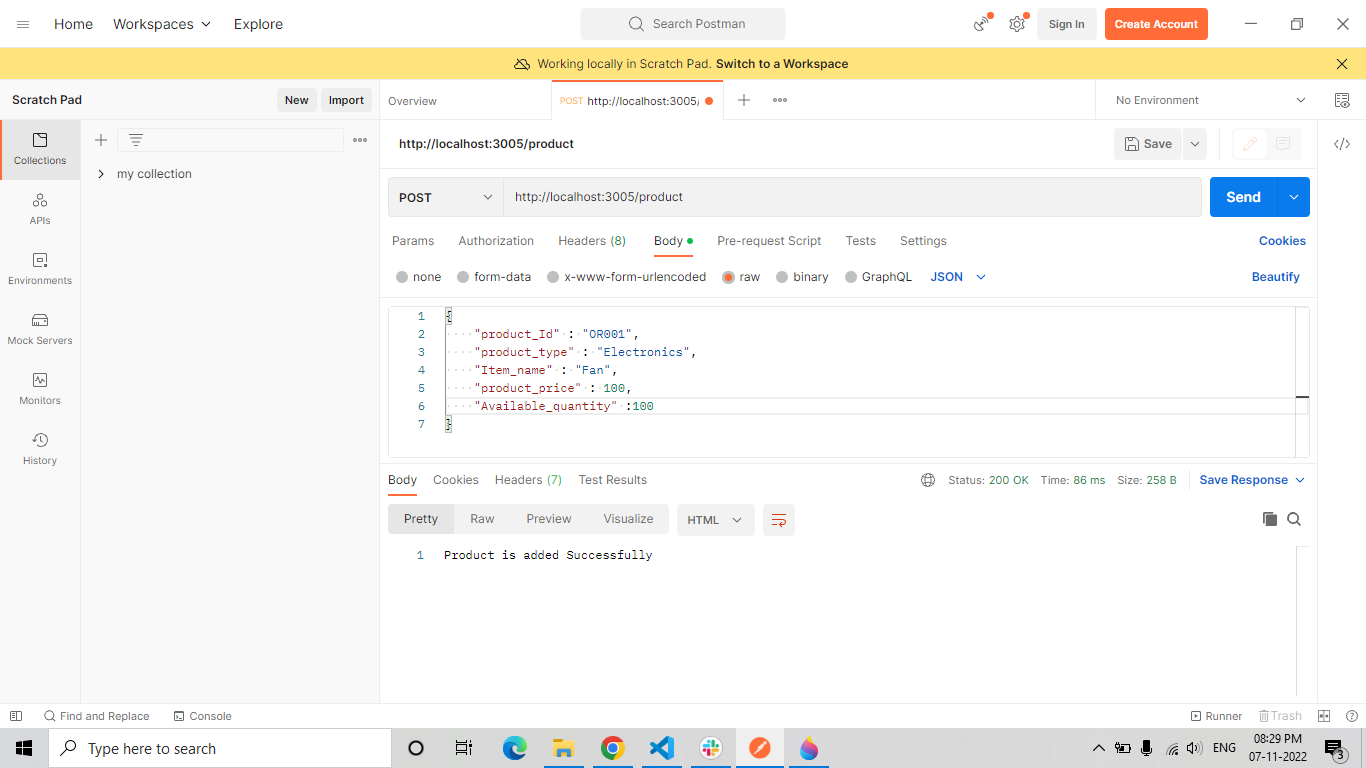 Home Workspaces Explore Search Postman Sign In Create Account
Working locally in Scratch Pad. Switch to a Workspace
Scratch Pad New Import Overview POST http://localhost:3005/ No Environment
Collections
my collection
APIs
Environments
Mock Servers
Monitors
History
http://localhost:3005/product Save
POST http://localhost:3005/product Send
Params Authorization Headers (8) Body Pre-request Script Tests Settings Cookies
none form-data x-www-form-urlencoded raw binary GraphQL JSON Beautify
1 {
2 "product_Id" : "OR001",
3 "product_type" : "Electronics",
4 "Item_name" : "Fan",
5 "product_price" : 100,
6 "Available_quantity" :100
7 }
Body Cookies Headers (7) Test Results Status: 200 OK Time: 86 ms Size: 258 B Save Response
Pretty Raw Preview Visualize HTML
1 Product is added Successfully
Find and Replace Console Runner Trash
Type here to search ENG 08:29 PM
07-11-2022 3